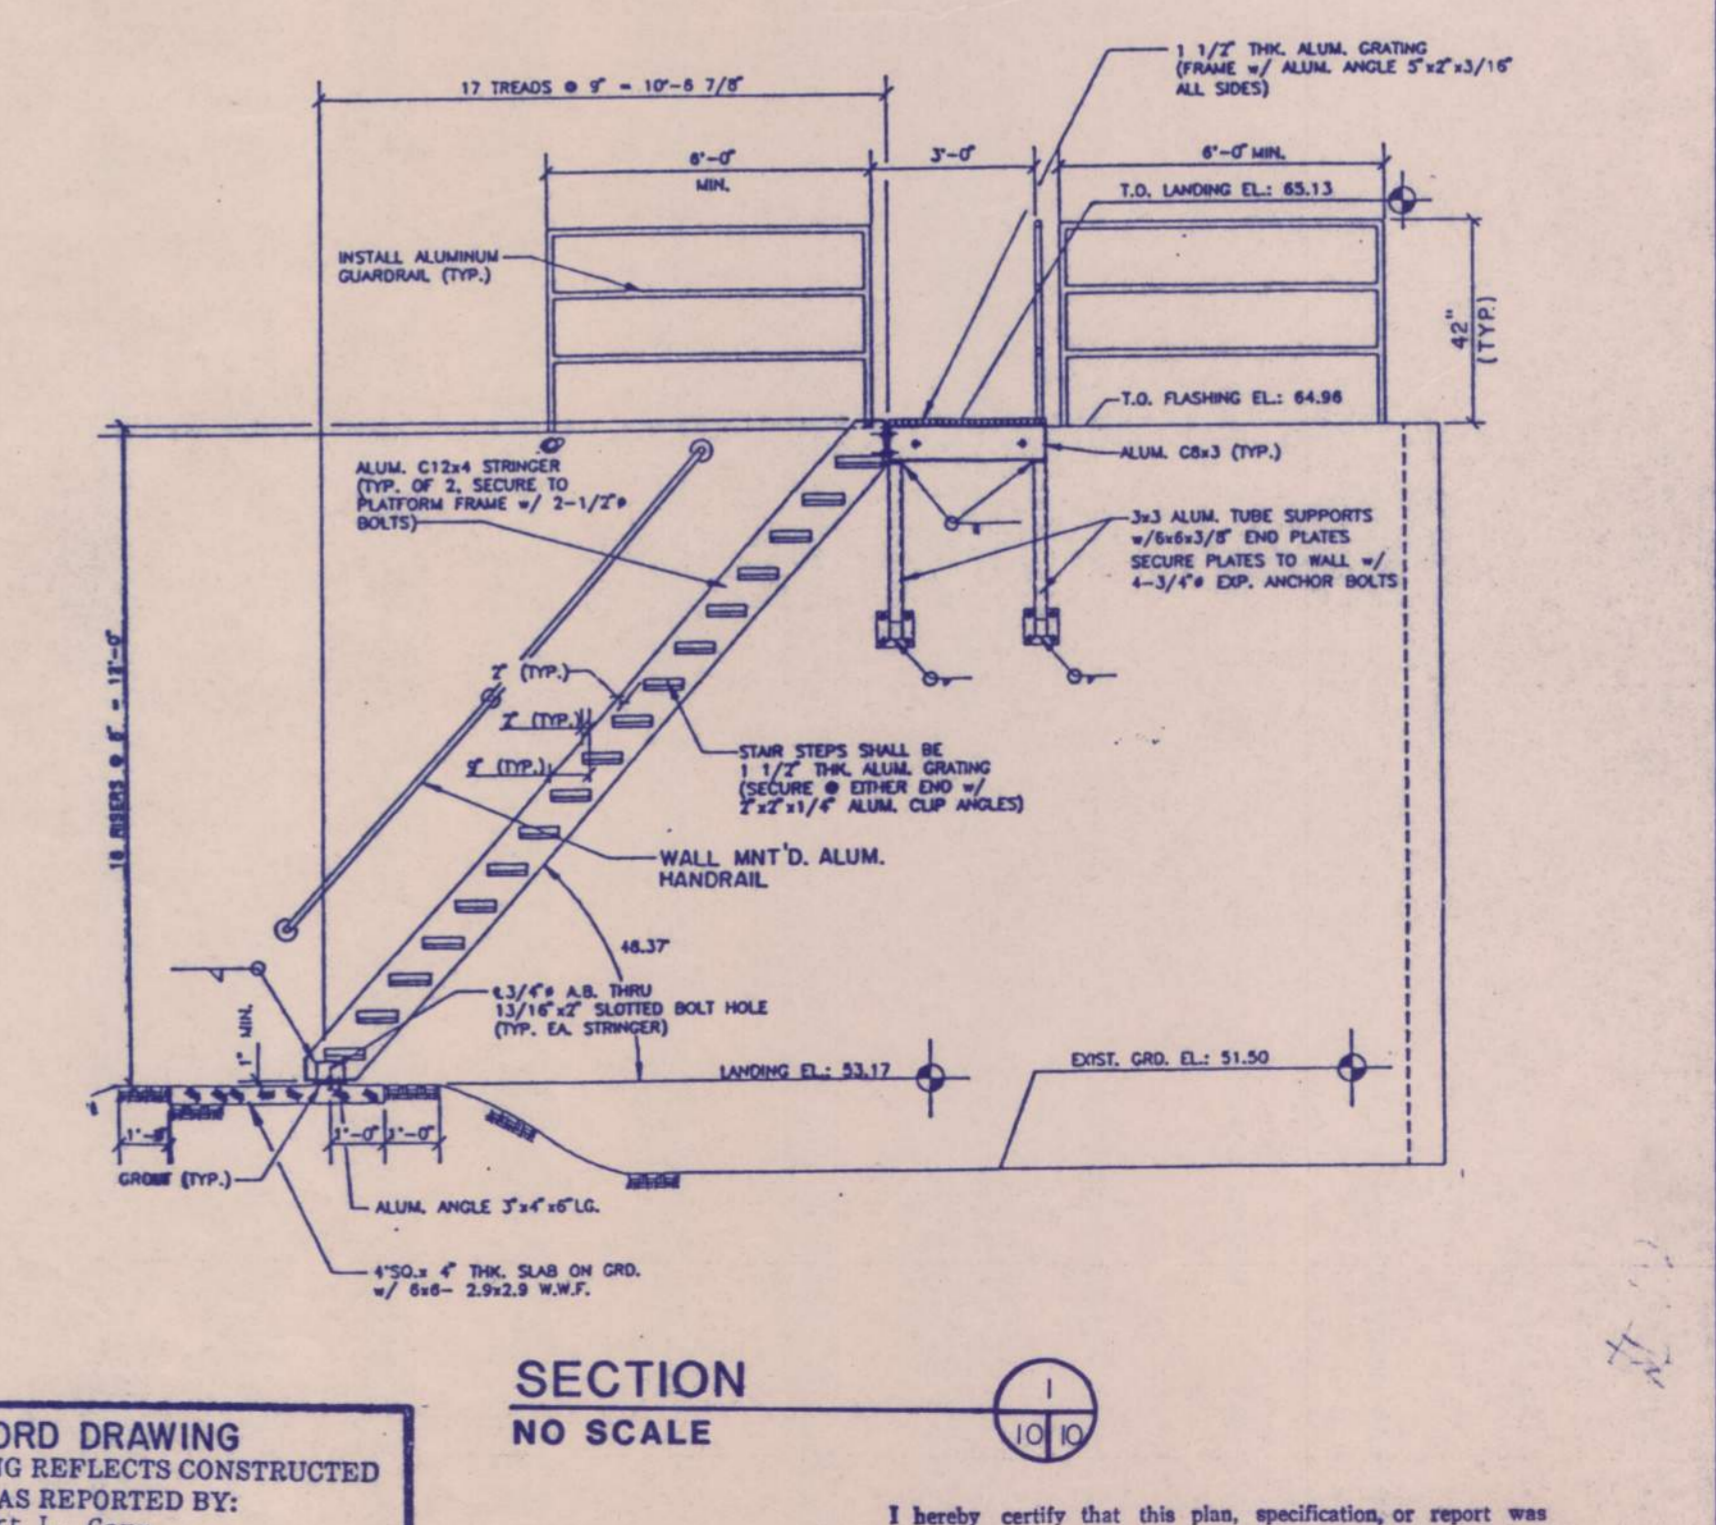 1 1/2" THK. ALUM. GRATING
(FRAME w/ ALUM. ANGLE 5"x2"x3/16"
ALL SIDES)
17 TREADS @ 9" = 10'-6 7/8"
6'-0"
MIN.
3'-0"
6'-0" MIN.
T.O. LANDING EL.: 65.13
INSTALL ALUMINUM
GUARDRAIL (TYP.)
42"
(TYP.)
T.O. FLASHING EL.: 64.96
ALUM. C12x4 STRINGER
(TYP. OF 2, SECURE TO
PLATFORM FRAME w/ 2-1/2"ø
BOLTS)
ALUM. C8x3 (TYP.)
3x3 ALUM. TUBE SUPPORTS
w/6x6x3/8" END PLATES
SECURE PLATES TO WALL w/
4-3/4"ø EXP. ANCHOR BOLTS
18 RISERS @ 8" = 12'-0"
2" (TYP.)
2" (TYP.)
9" (TYP.)
STAIR STEPS SHALL BE
1 1/2" THK. ALUM. GRATING
(SECURE @ EITHER END w/
2"x2"x1/4" ALUM. CLIP ANGLES)
WALL MNT'D. ALUM.
HANDRAIL
48.37°
3/4"ø A.B. THRU
13/16"x2" SLOTTED BOLT HOLE
(TYP. EA. STRINGER)
1" MIN.
LANDING EL.: 53.17
EXIST. GRD. EL.: 51.50
1'-0"
1'-0"
1'-0"
GROUT (TYP.)
ALUM. ANGLE 3"x4"x6" LG.
4'SQ.x 4" THK. SLAB ON GRD.
w/ 6x6- 2.9x2.9 W.W.F.
SECTION
NO SCALE
1
10
10
ORD DRAWING
NG REFLECTS CONSTRUCTED
AS REPORTED BY:
I hereby certify that this plan, specification, or report was